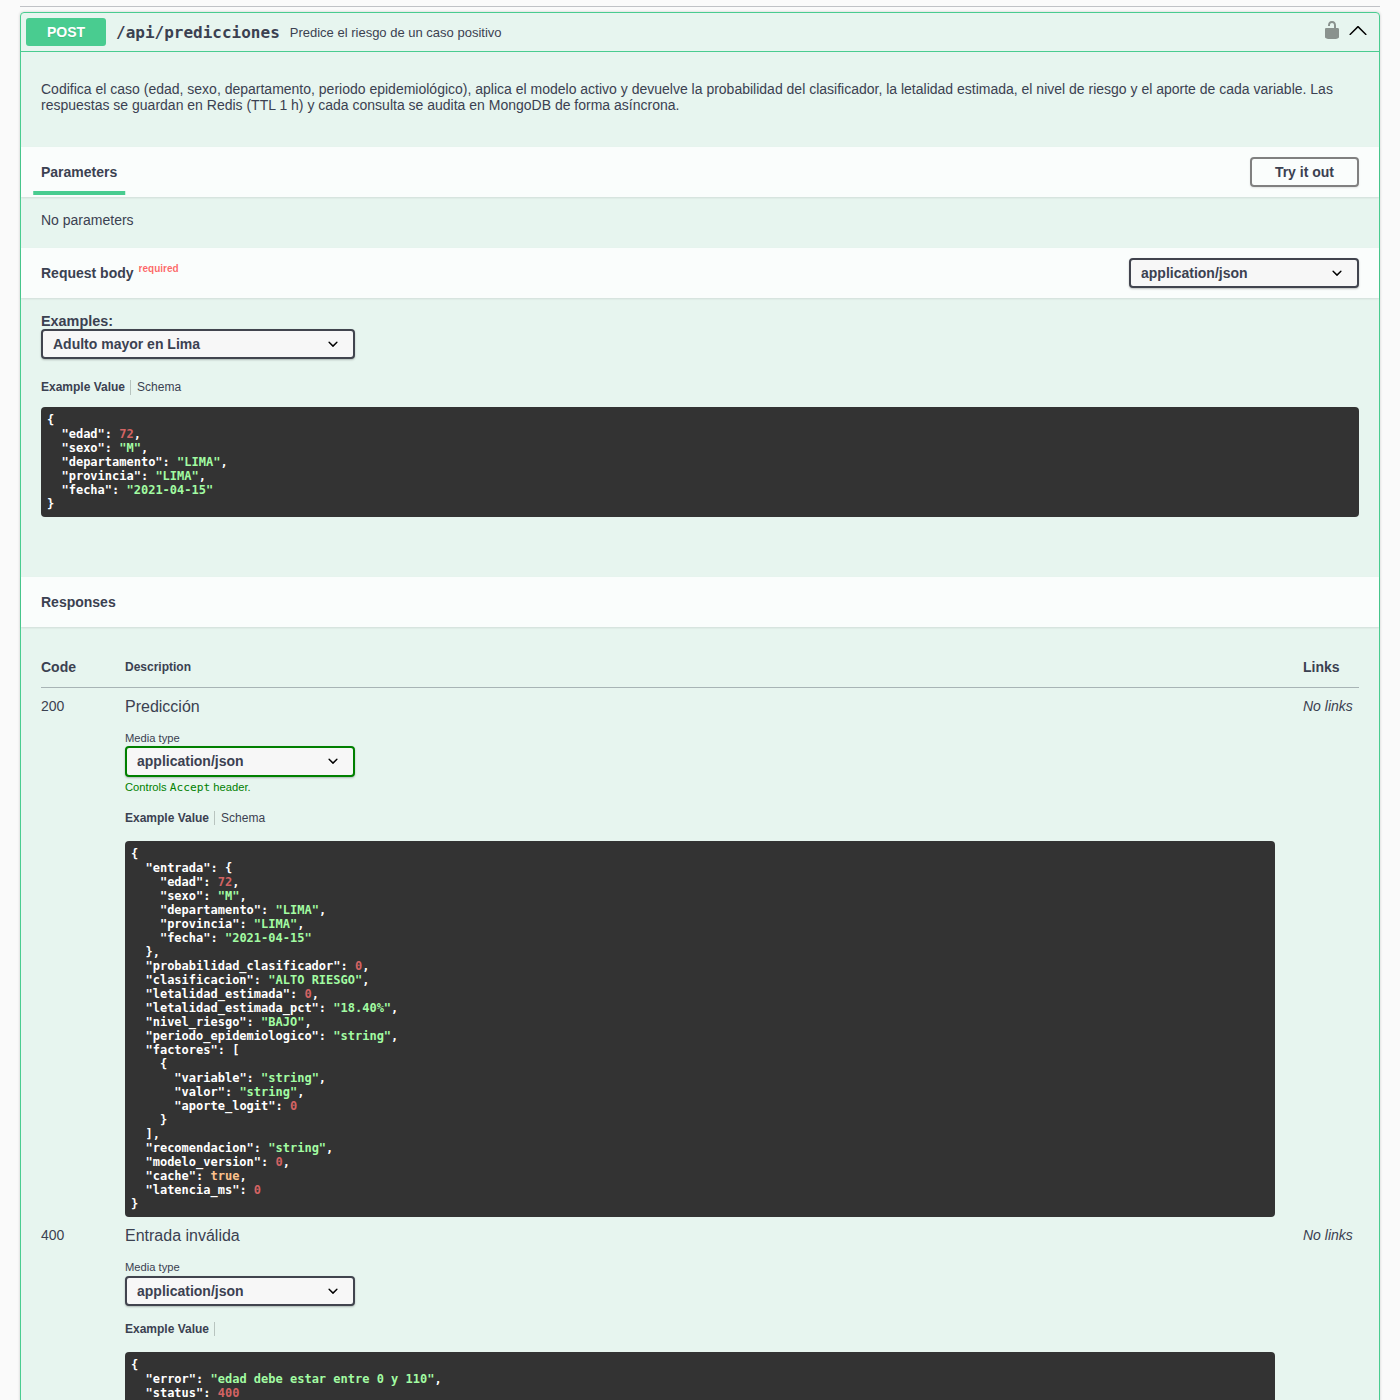 POST /api/predicciones Predice el riesgo de un caso positivo
Codifica el caso (edad, sexo, departamento, periodo epidemiológico), aplica el modelo activo y devuelve la probabilidad del clasificador, la letalidad estimada, el nivel de riesgo y el aporte de cada variable. Las
respuestas se guardan en Redis (TTL 1 h) y cada consulta se audita en MongoDB de forma asíncrona.
Parameters
Try it out
No parameters
Request body required
application/json
Examples:
Adulto mayor en Lima
Example Value Schema
{
  "edad": 72,
  "sexo": "M",
  "departamento": "LIMA",
  "provincia": "LIMA",
  "fecha": "2021-04-15"
}
Responses
Code Description Links
200 Predicción No links
Media type
application/json
Controls Accept header.
Example Value Schema
{
  "entrada": {
    "edad": 72,
    "sexo": "M",
    "departamento": "LIMA",
    "provincia": "LIMA",
    "fecha": "2021-04-15"
  },
  "probabilidad_clasificador": 0,
  "clasificacion": "ALTO RIESGO",
  "letalidad_estimada": 0,
  "letalidad_estimada_pct": "18.40%",
  "nivel_riesgo": "BAJO",
  "periodo_epidemiologico": "string",
  "factores": [
    {
      "variable": "string",
      "valor": "string",
      "aporte_logit": 0
    }
  ],
  "recomendacion": "string",
  "modelo_version": 0,
  "cache": true,
  "latencia_ms": 0
}
400 Entrada inválida No links
Media type
application/json
Example Value
{
  "error": "edad debe estar entre 0 y 110",
  "status": 400